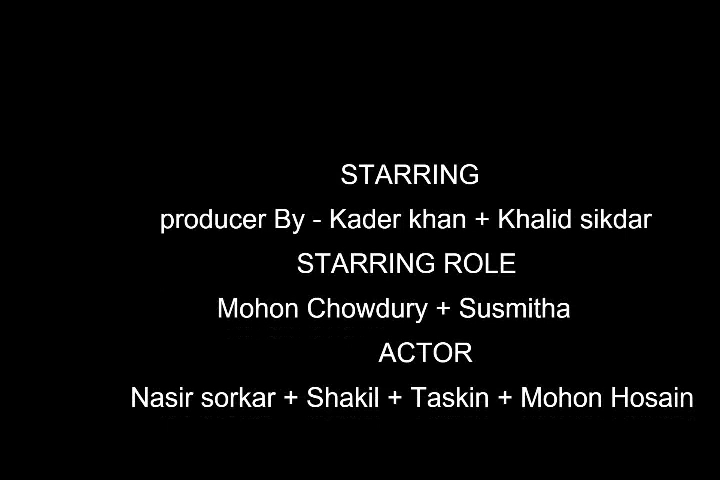 STARRING
producer By - Kader khan + Khalid sikdar
STARRING ROLE
Mohon Chowdury + Susmitha
ACTOR
Nasir sorkar + Shakil + Taskin + Mohon Hosain